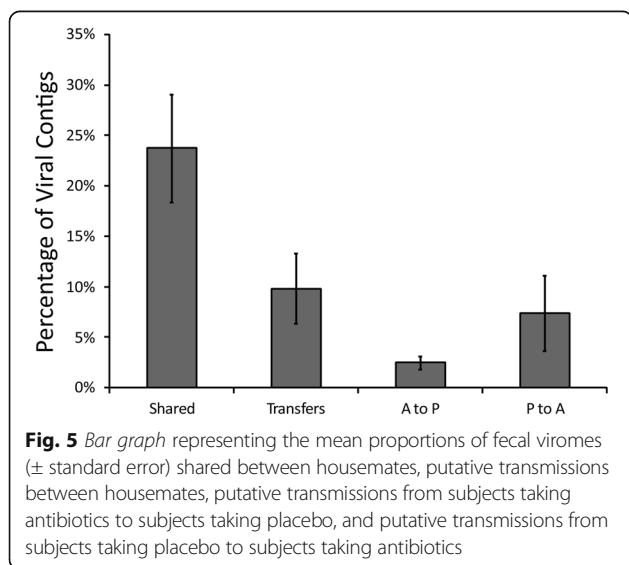 35%
30%
25%
20%
15%
10%
5%
0%
Percentage of Viral Contigs
Shared Transfers A to P P to A
Fig. 5 Bar graph representing the mean proportions of fecal viromes
(± standard error) shared between housemates, putative transmissions
between housemates, putative transmissions from subjects taking
antibiotics to subjects taking placebo, and putative transmissions from
subjects taking placebo to subjects taking antibiotics